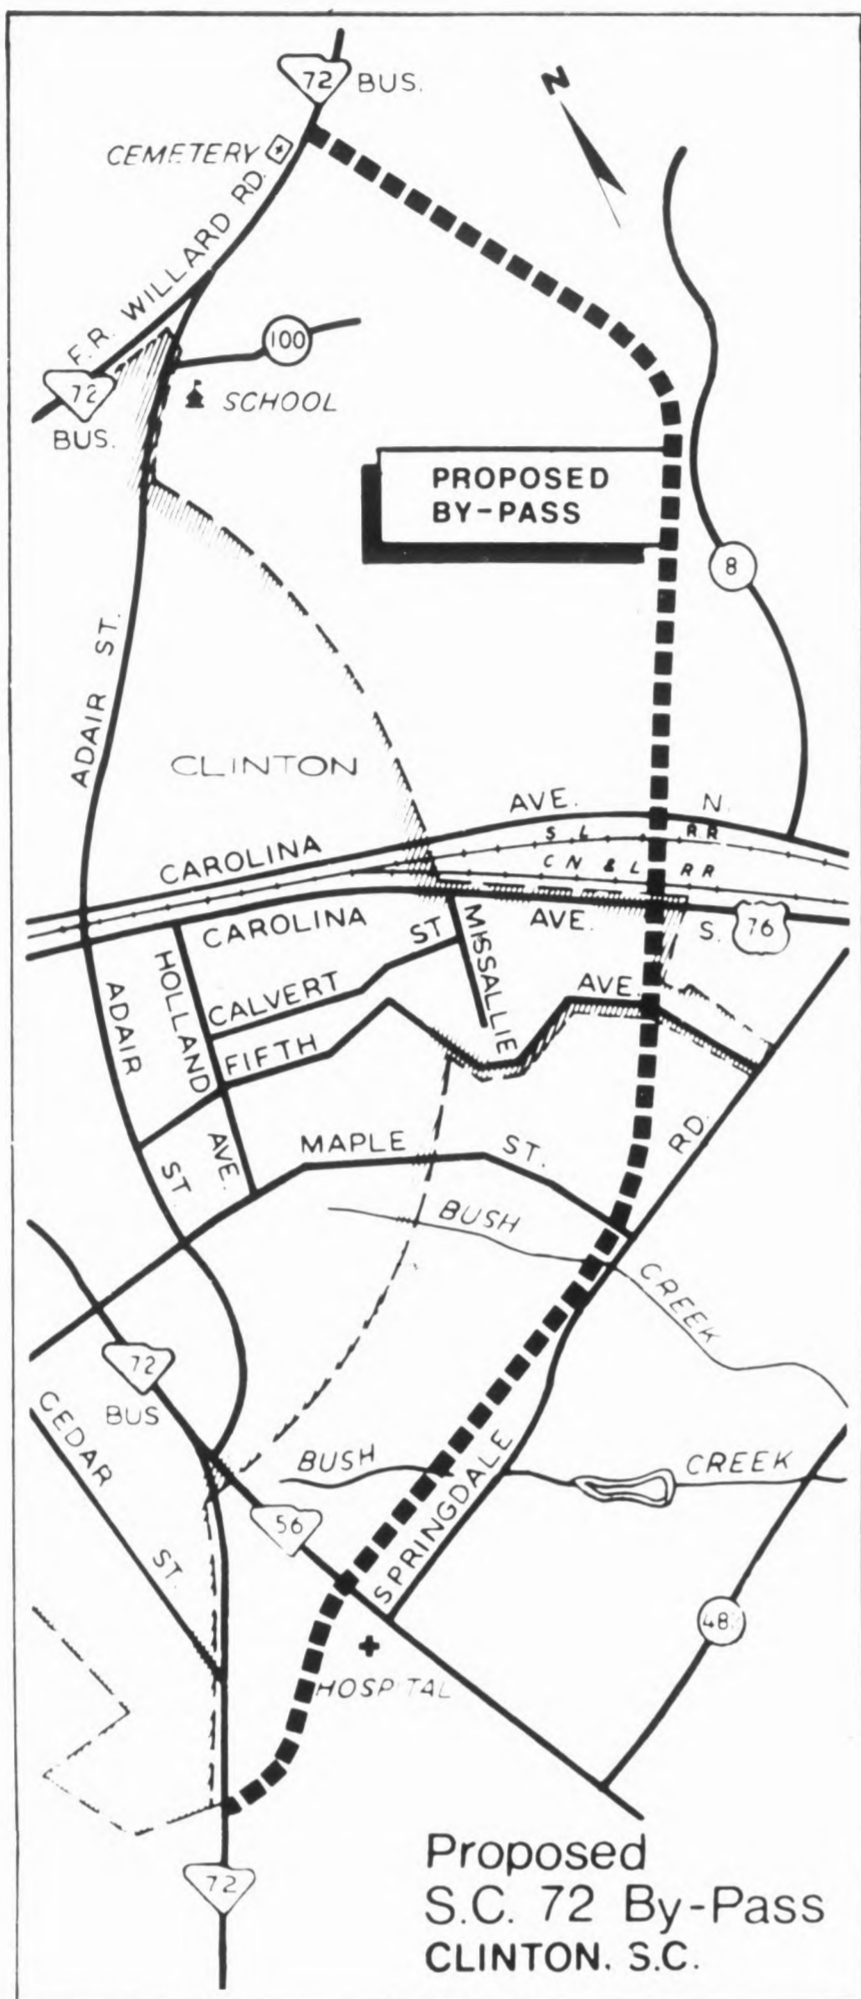 72 BUS.
N
CEMETERY
F.R. WILLARD RD.
100
72
BUS.
SCHOOL
PROPOSED
BY-PASS
8
ADAIR ST.
CLINTON
CAROLINA AVE. N.
S L RR
C N & L RR
CAROLINA AVE. S.
76
MISSALLIE ST
HOLLAND AVE.
CALVERT
FIFTH AVE.
ADAIR ST
RD.
MAPLE ST.
BUSH CREEK
72
BUS
CEDAR ST.
BUSH CREEK
SPRINGDALE
56
48
HOSPITAL
72
Proposed
S.C. 72 By-Pass
CLINTON, S.C.